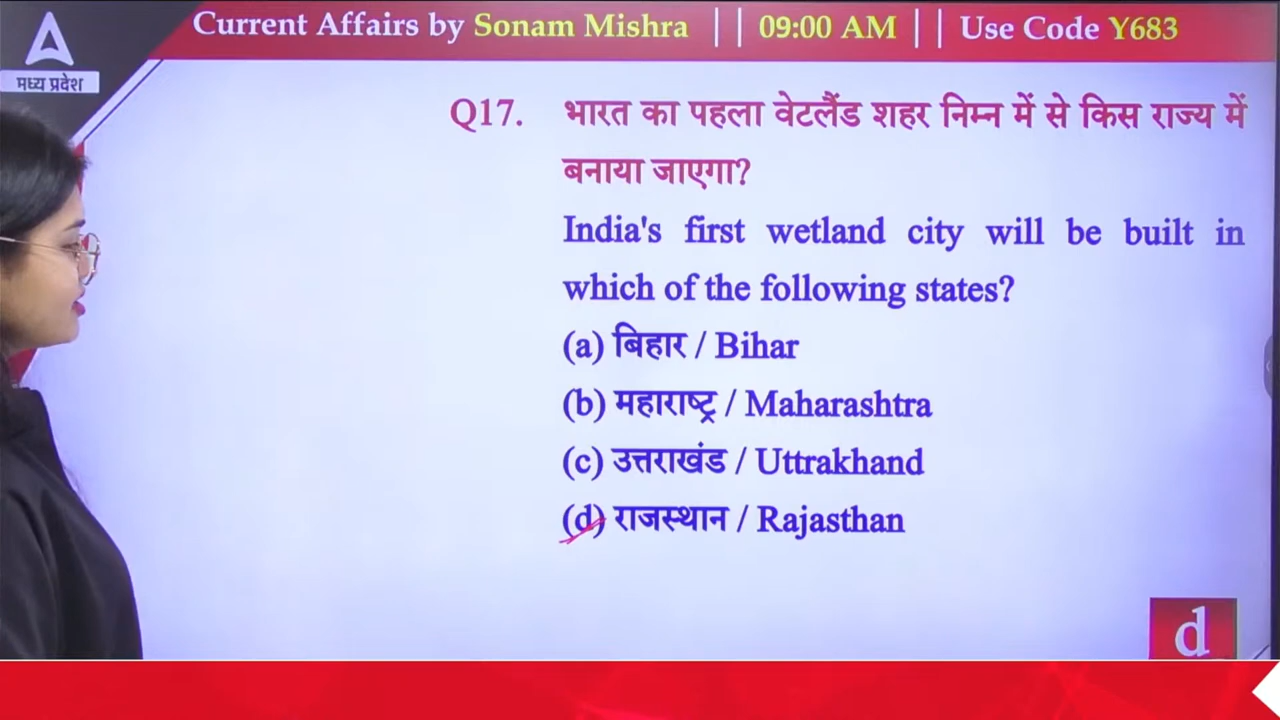 Current Affairs by Sonam Mishra || 09:00 AM || Use Code Y683
मध्य प्रदेश
Q17. भारत का पहला वेटलैंड शहर निम्न में से किस राज्य में
बनाया जाएगा?
India's first wetland city will be built in
which of the following states?
(a) बिहार / Bihar
(b) महाराष्ट्र / Maharashtra
(c) उत्तराखंड / Uttrakhand
(d) राजस्थान / Rajasthan
d